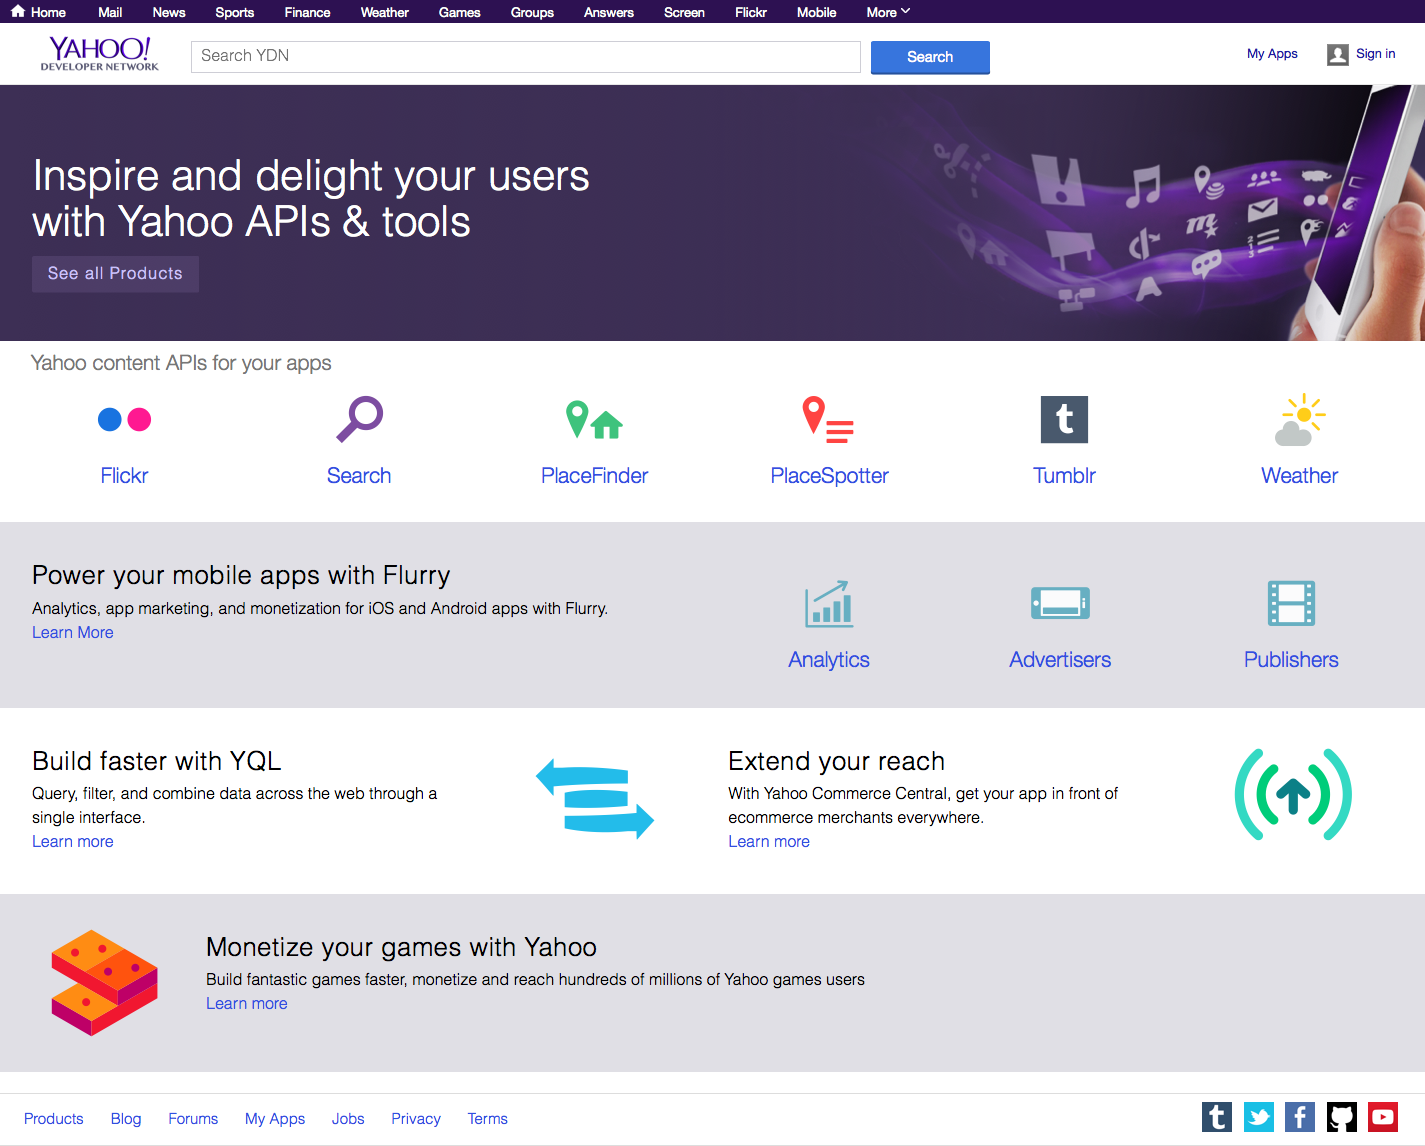 Home Mail News Sports Finance Weather Games Groups Answers Screen Flickr Mobile More
YAHOO!
DEVELOPER NETWORK
Search YDN
Search
My Apps
Sign in
Inspire and delight your users
with Yahoo APIs & tools
See all Products
Yahoo content APIs for your apps
Flickr
Search
PlaceFinder
PlaceSpotter
Tumblr
Weather
Power your mobile apps with Flurry
Analytics, app marketing, and monetization for iOS and Android apps with Flurry.
Learn More
Analytics
Advertisers
Publishers
Build faster with YQL
Query, filter, and combine data across the web through a
single interface.
Learn more
Extend your reach
With Yahoo Commerce Central, get your app in front of
ecommerce merchants everywhere.
Learn more
Monetize your games with Yahoo
Build fantastic games faster, monetize and reach hundreds of millions of Yahoo games users
Learn more
Products Blog Forums My Apps Jobs Privacy Terms